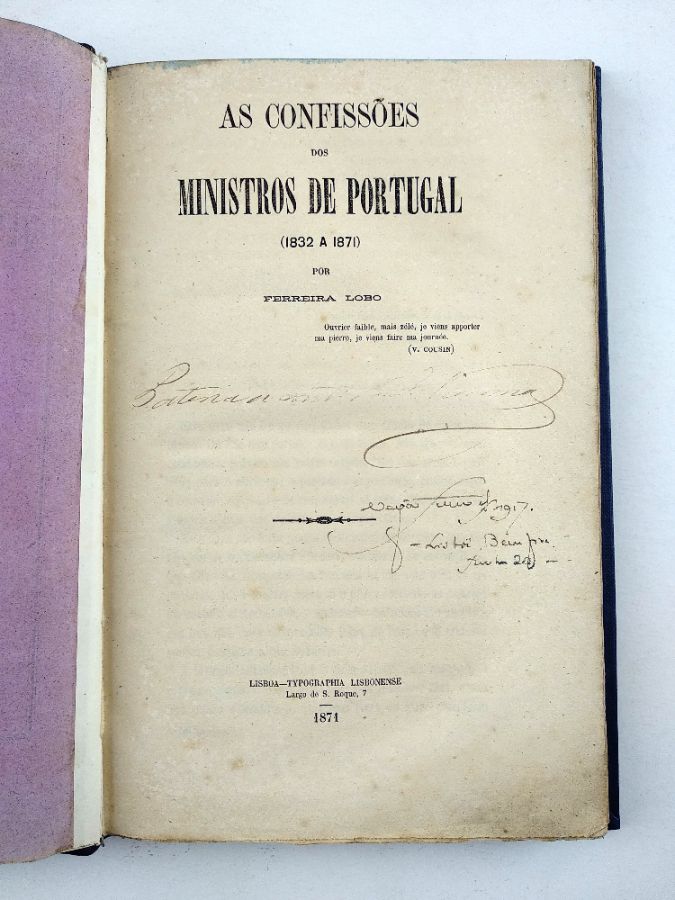 AS CONFISSÕES
DOS
MINISTROS DE PORTUGAL
(1832 A 1871)
POR
FERREIRA LOBO
Ouvrier faible, mais zélé, je viens apporter
ma pierre, je viens faire ma journée.
(V. COUSIN)
1917.
LISBOA—TYPOGRAPHIA LISBONENSE
Largo de S. Roque, 7
1871